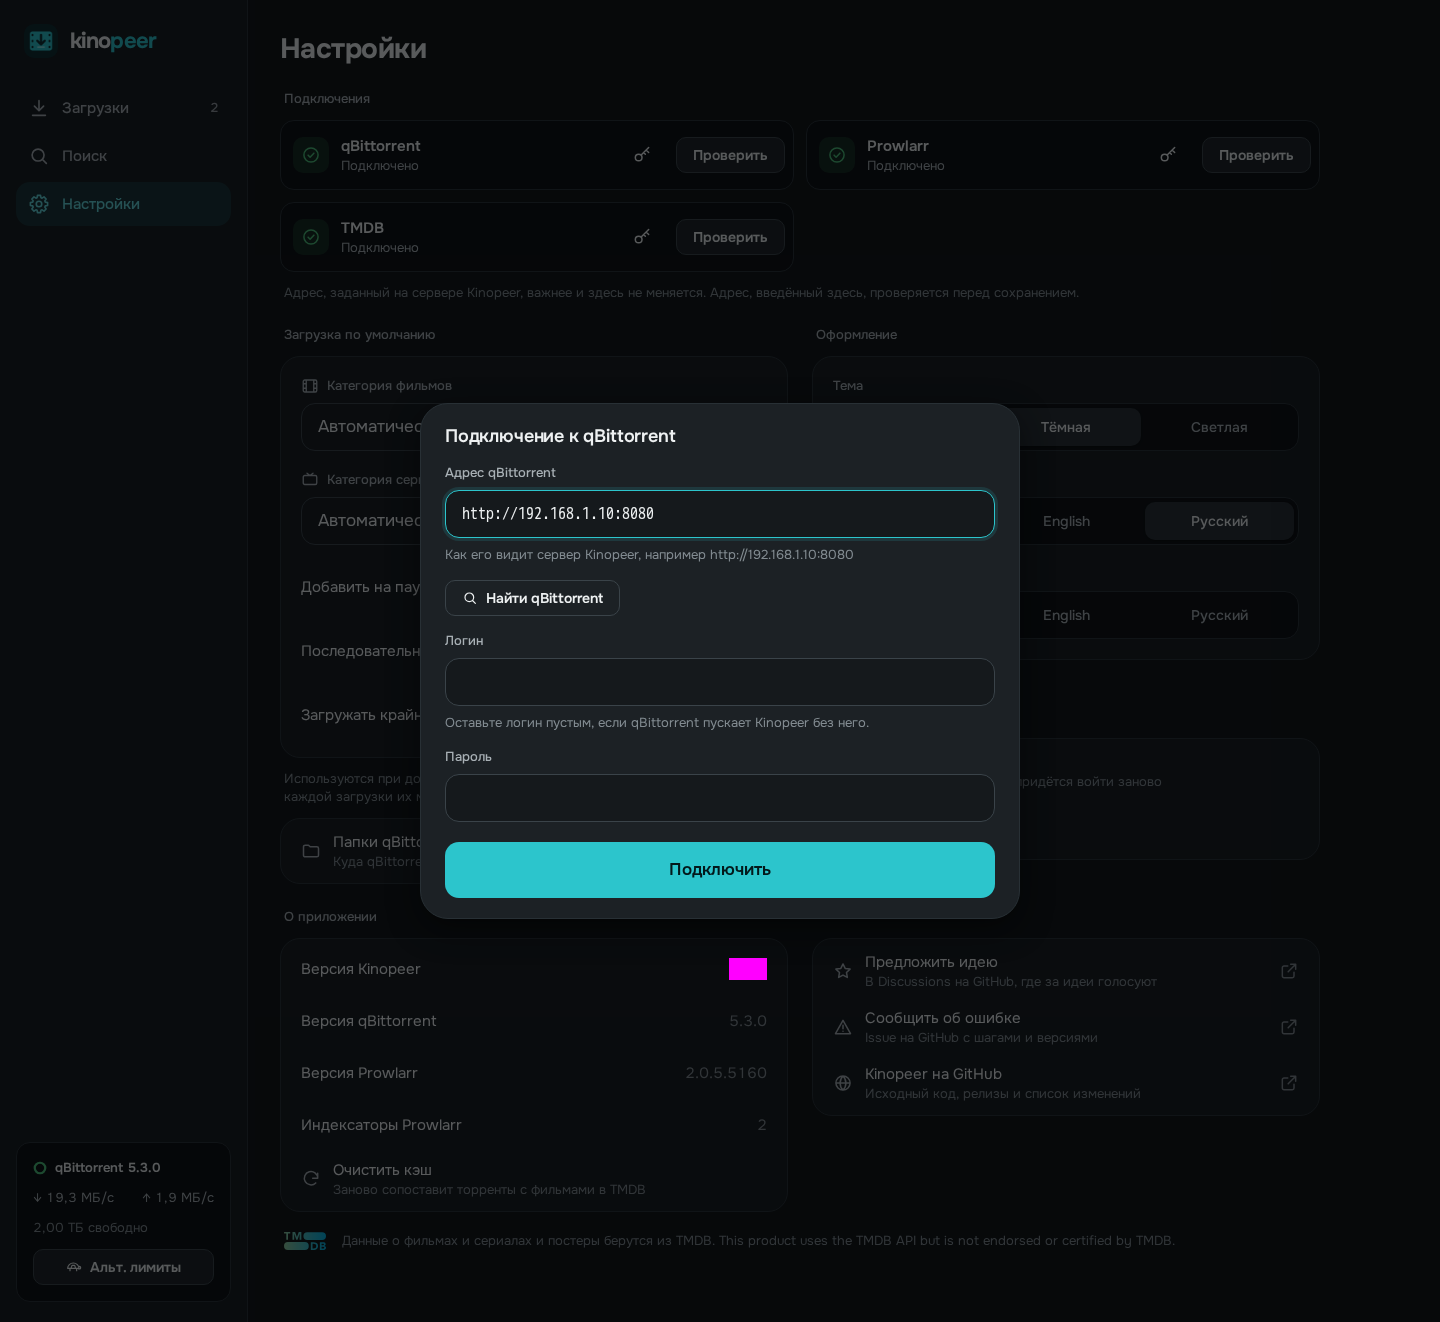 kinopeer
Загрузки 2
Поиск
Настройки
qBittorrent 5.3.0
↓ 19,3 МБ/с ↑ 1,9 МБ/с
2,00 ТБ свободно
Альт. лимиты
Настройки
Подключения
qBittorrent
Подключено
Проверить
Prowlarr
Подключено
Проверить
TMDB
Подключено
Проверить
Адрес, заданный на сервере Kinopeer, важнее и здесь не меняется. Адрес, введённый здесь, проверяется перед сохранением.
Загрузка по умолчанию
Категория фильмов
Автоматичес
Категория сери
Автоматичес
Добавить на пау
Последовательн
Загружать крайн
Используются при до
каждой загрузки их м
Папки qBitto
Куда qBittorre
Оформление
Тема
Тёмная Светлая
English Русский
English Русский
придётся войти заново
Подключение к qBittorrent
Адрес qBittorrent
http://192.168.1.10:8080
Как его видит сервер Kinopeer, например http://192.168.1.10:8080
Найти qBittorrent
Логин
Оставьте логин пустым, если qBittorrent пускает Kinopeer без него.
Пароль
Подключить
О приложении
Версия Kinopeer
Версия qBittorrent 5.3.0
Версия Prowlarr 2.0.5.5160
Индексаторы Prowlarr 2
Очистить кэш
Заново сопоставит торренты с фильмами в TMDB
Предложить идею
В Discussions на GitHub, где за идеи голосуют
Сообщить об ошибке
Issue на GitHub с шагами и версиями
Kinopeer на GitHub
Исходный код, релизы и список изменений
TMDB
Данные о фильмах и сериалах и постеры берутся из TMDB. This product uses the TMDB API but is not endorsed or certified by TMDB.